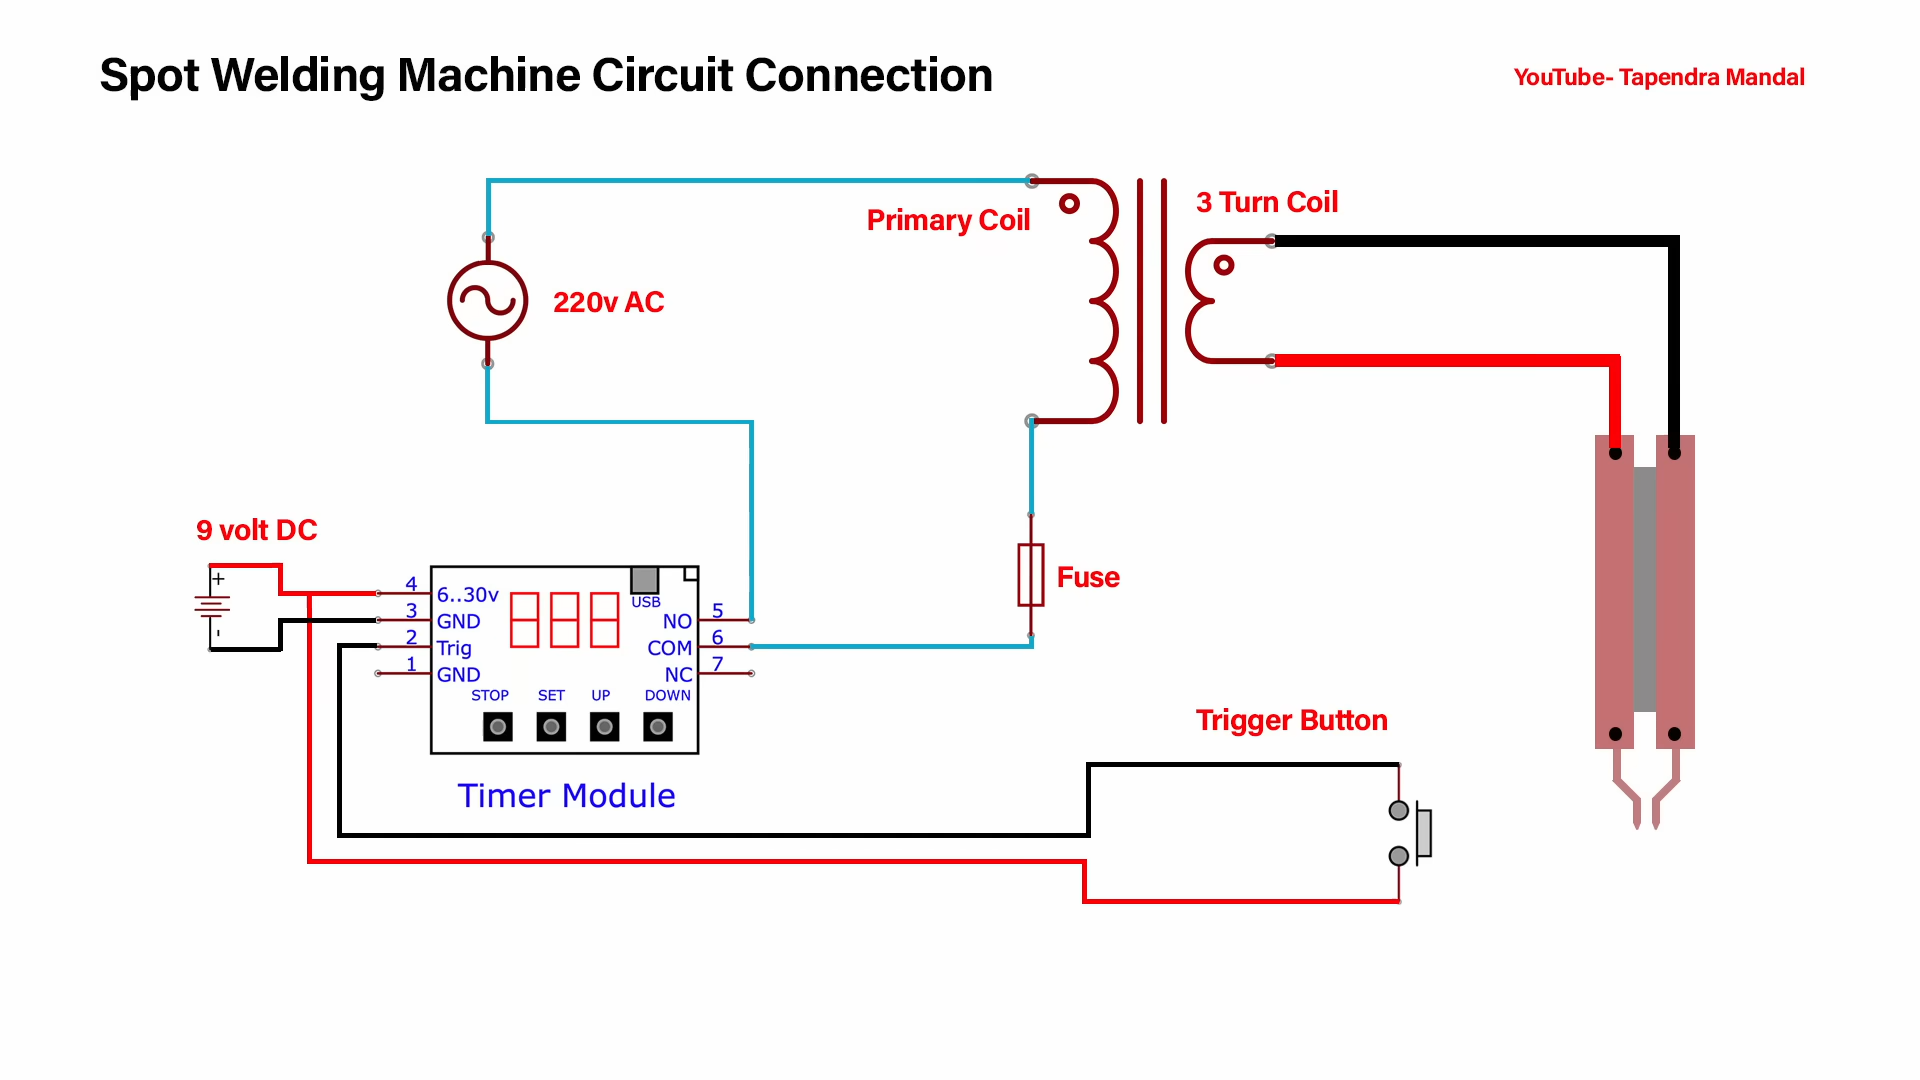 Spot Welding Machine Circuit Connection
YouTube- Tapendra Mandal
3 Turn Coil
Primary Coil
220v AC
9 volt DC
+
-
4 6..30v
3 GND
2 Trig
1 GND
USB
NO 5
COM 6
NC 7
STOP SET UP DOWN
Timer Module
Fuse
Trigger Button